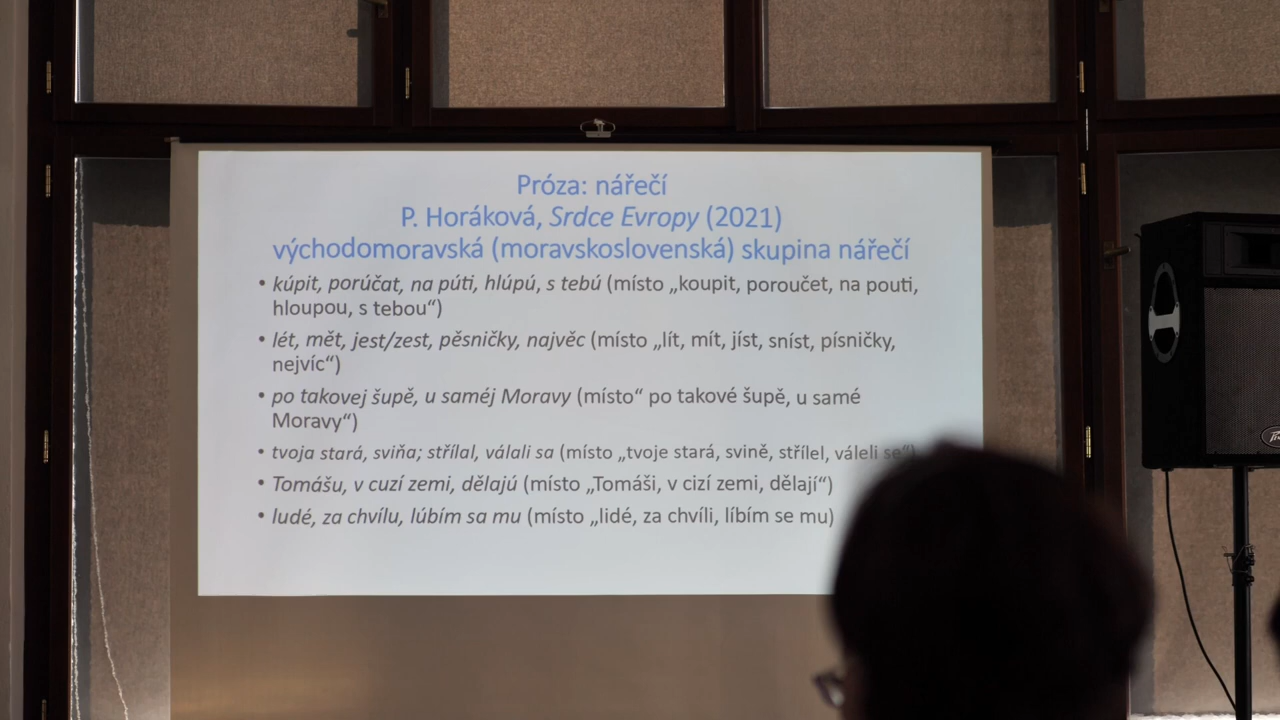 Próza: nářečí
P. Horáková, Srdce Evropy (2021)
východomoravská (moravskoslovenská) skupina nářečí
• kúpit, porúčat, na púti, hlúpú, s tebú (místo „koupit, poroučet, na pouti,
hloupou, s tebou“)
• lét, mět, jest/zest, pěsničky, najvěc (místo „lít, mít, jíst, sníst, písničky,
nejvíc“)
• po takovej šupě, u saméj Moravy (místo“ po takové šupě, u samé
Moravy“)
• tvoja stará, sviňa; střílal, válali sa (místo „tvoje stará, svině, střílel, váleli se“)
• Tomášu, v cuzí zemi, dělajú (místo „Tomáši, v cizí zemi, dělají“)
• ludé, za chvílu, lúbím sa mu (místo „lidé, za chvíli, líbím se mu)